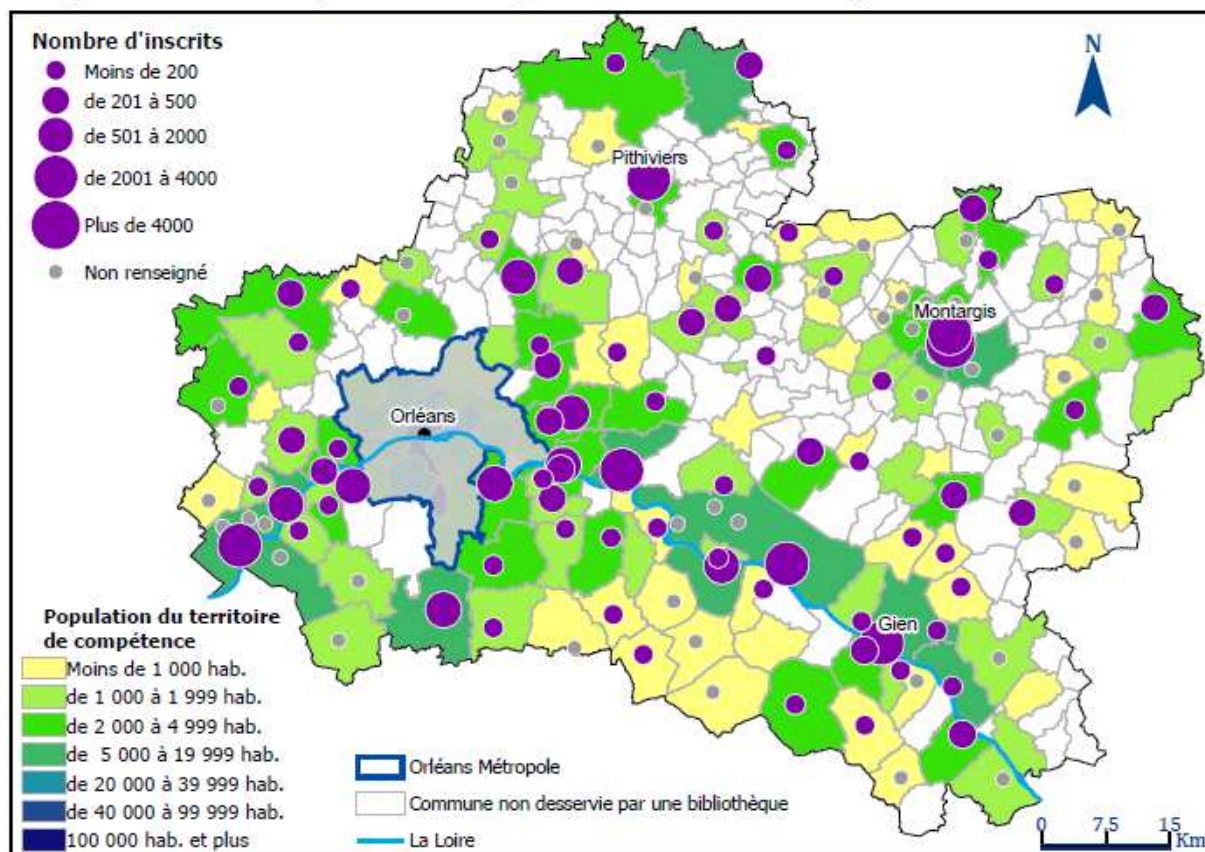 Nombre d'inscrits
Moins de 200
de 201 à 500
de 501 à 2000
de 2001 à 4000
Plus de 4000
Non renseigné
N
Pithiviers
Montargis
Orléans
Gien
Population du territoire
de compétence
Moins de 1 000 hab.
de 1 000 à 1 999 hab.
de 2 000 à 4 999 hab.
de 5 000 à 19 999 hab.
de 20 000 à 39 999 hab.
de 40 000 à 99 999 hab.
100 000 hab. et plus
Orléans Métropole
Commune non desservie par une bibliothèque
La Loire
0 7,5 15
Km